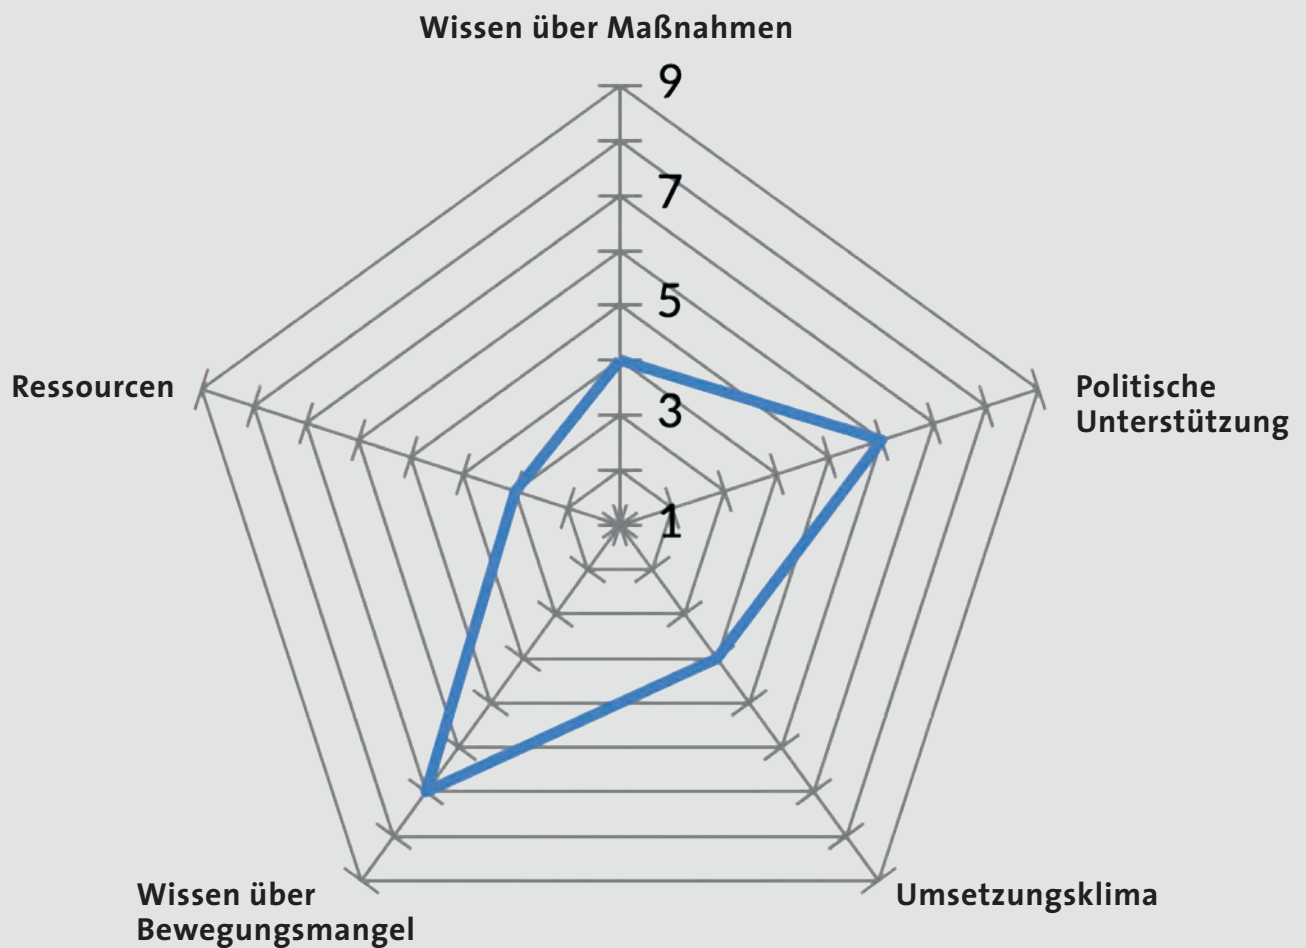 Wissen über Maßnahmen
9
7
5
3
1
Ressourcen
Politische
Unterstützung
Wissen über
Bewegungsmangel
Umsetzungsklima